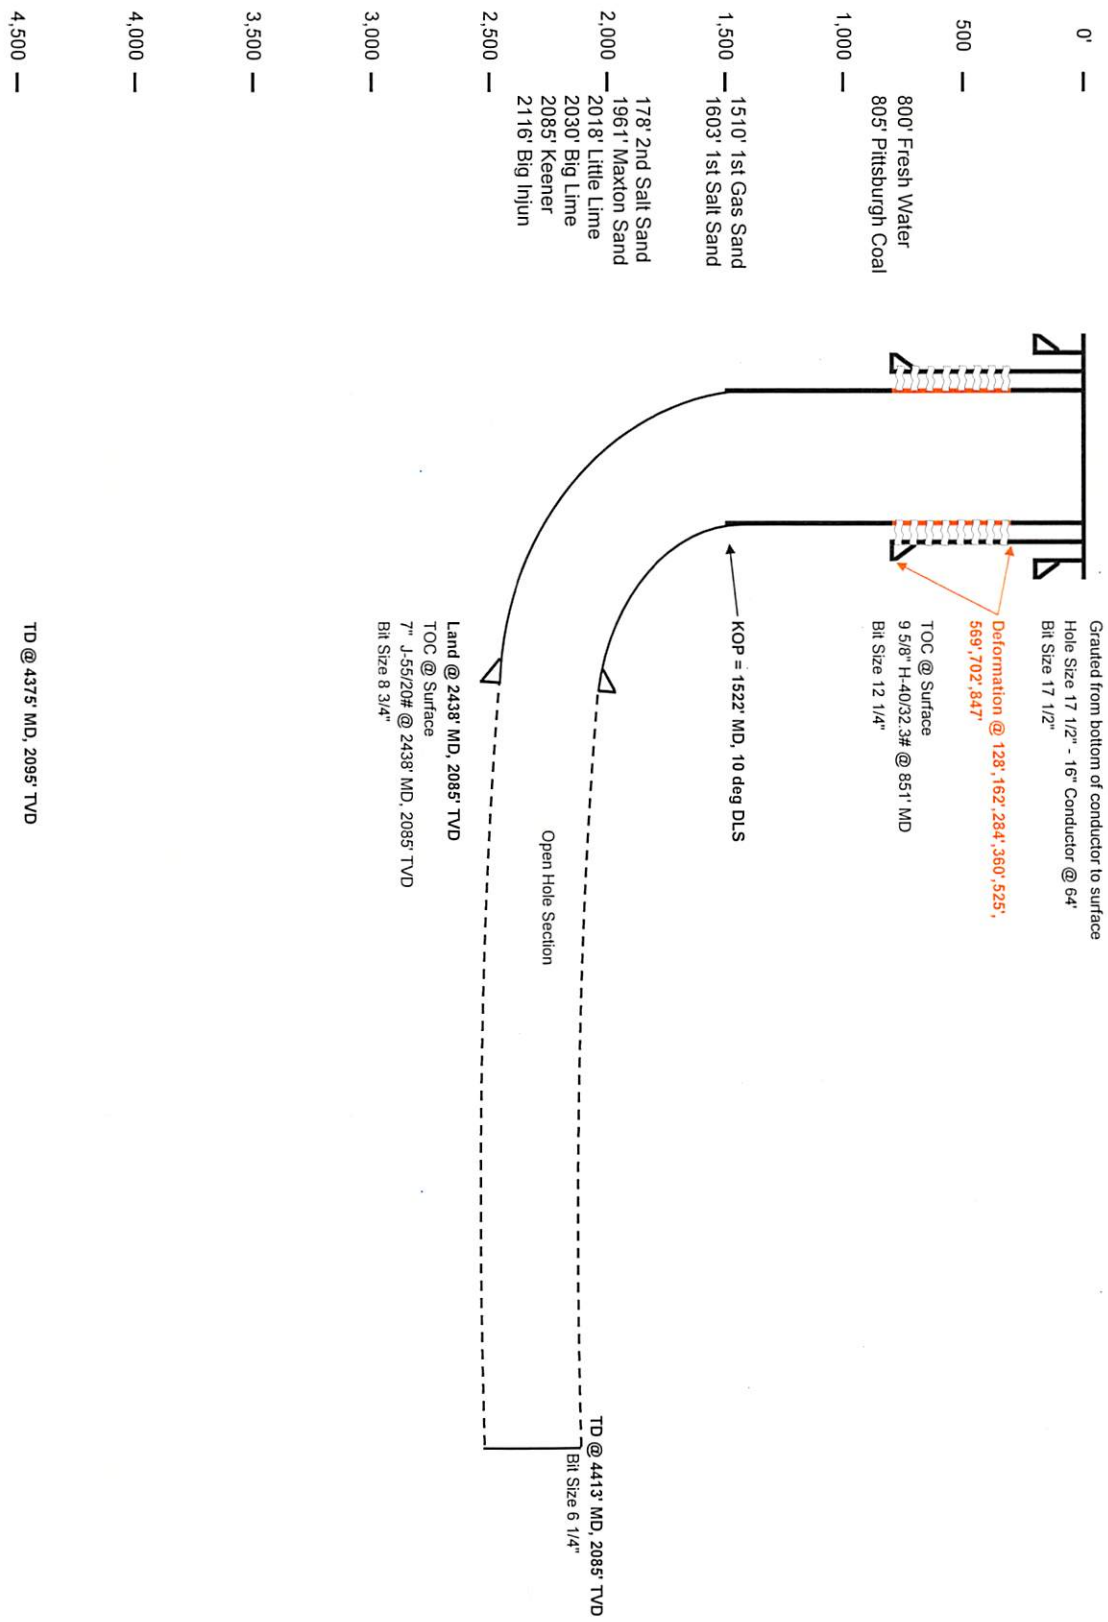 0'
500
1,000
1,500
2,000
2,500
3,000
3,500
4,000
4,500
800' Fresh Water
805' Pittsburgh Coal
1510' 1st Gas Sand
1603' 1st Salt Sand
178' 2nd Salt Sand
1961' Maxton Sand
2018' Little Lime
2030' Big Lime
2085' Keener
2116' Big Injun
Grauted from bottom of conductor to surface
Hole Size 17 1/2" - 16" Conductor @ 64'
Bit Size 17 1/2"
Deformation @ 128',162',284',360',525',
569',702',847'
TOC @ Surface
9 5/8" H-40/32.3# @ 851' MD
Bit Size 12 1/4"
KOP = 1522' MD, 10 deg DLS
Open Hole Section
Land @ 2438' MD, 2085' TVD
TOC @ Surface
7" J-55/20# @ 2438' MD, 2085' TVD
Bit Size 8 3/4"
TD @ 4413' MD, 2085' TVD
Bit Size 6 1/4"
TD @ 4375' MD, 2095' TVD